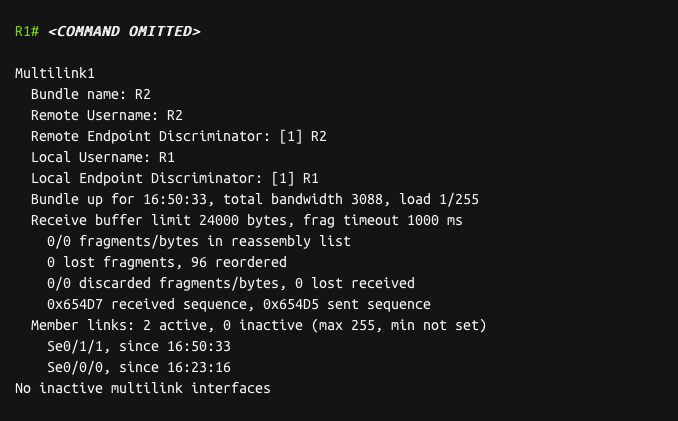 R1# <COMMAND OMITTED>
Multilink1
Bundle name: R2
Remote Username: R2
Remote Endpoint Discriminator: [1] R2
Local Username: R1
Local Endpoint Discriminator: [1] R1
Bundle up for 16:50:33, total bandwidth 3088, load 1/255
Receive buffer limit 24000 bytes, frag timeout 1000 ms
0/0 fragments/bytes in reassembly list
0 lost fragments, 96 reordered
0/0 discarded fragments/bytes, 0 lost received
0x654D7 received sequence, 0x654D5 sent sequence
Member links: 2 active, 0 inactive (max 255, min not set)
Se0/1/1, since 16:50:33
Se0/0/0, since 16:23:16
No inactive multilink interfaces